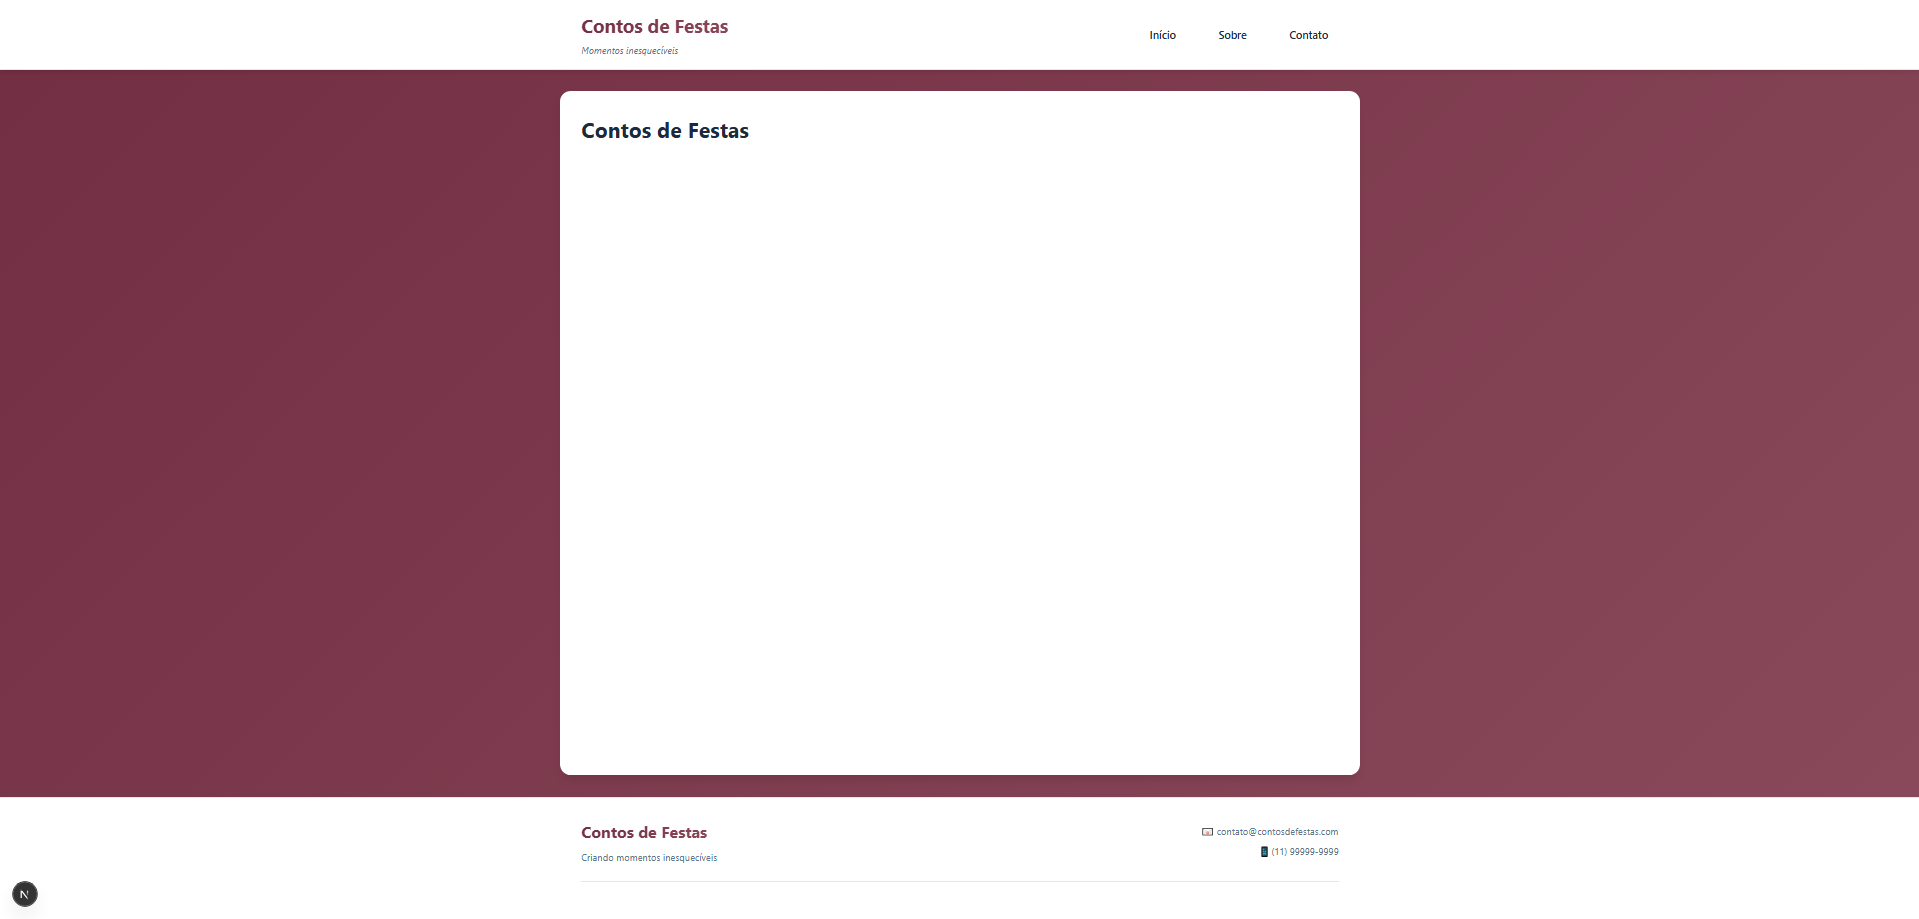 Contos de Festas
Momentos inesquecíveis
Início
Sobre
Contato
Contos de Festas
Contos de Festas
Criando momentos inesquecíveis
📧 contato@contosdefestas.com
📱 (11) 99999-9999
N